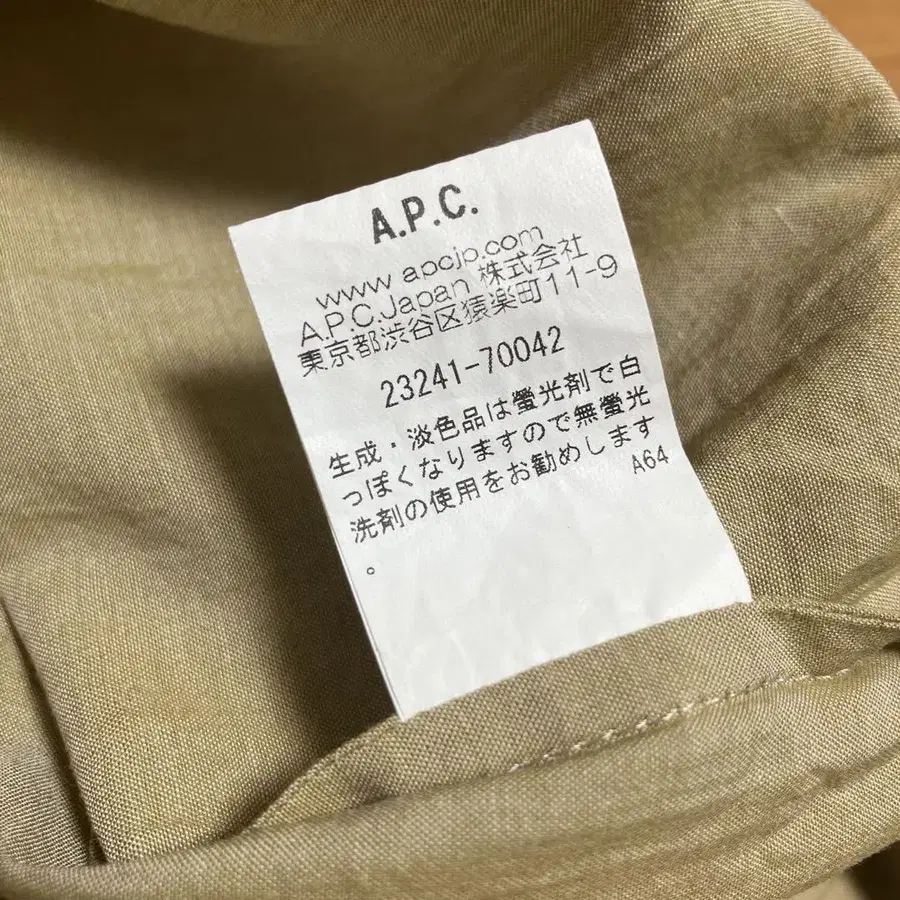 A.P.C.
www.apcjp.com
A.P.C.Japan 株式会社
東京都渋谷区猿楽町11-9
23241-70042
生成・淡色品は螢光剤で白
っぽくなりますので無螢光
洗剤の使用をお勧めします
。
A64